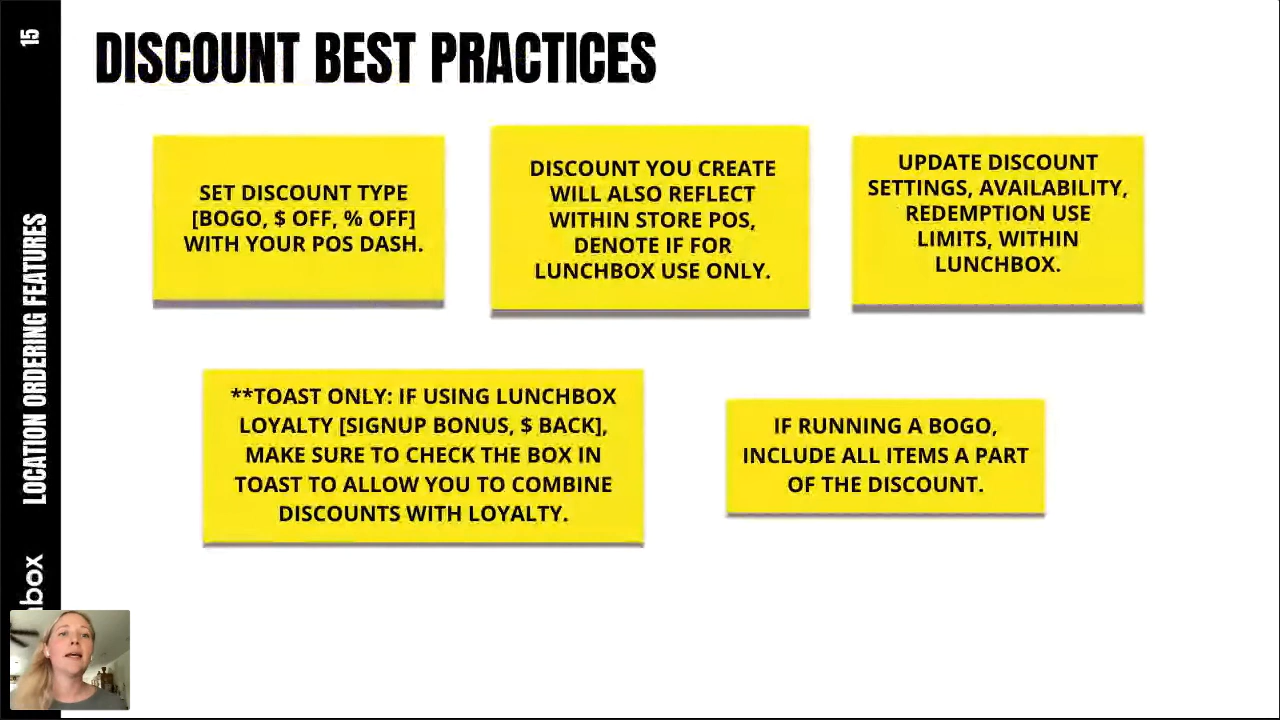 15
DISCOUNT BEST PRACTICES
SET DISCOUNT TYPE
[BOGO, $ OFF, % OFF]
WITH YOUR POS DASH.
DISCOUNT YOU CREATE
WILL ALSO REFLECT
WITHIN STORE POS,
DENOTE IF FOR
LUNCHBOX USE ONLY.
UPDATE DISCOUNT
SETTINGS, AVAILABILITY,
REDEMPTION USE
LIMITS, WITHIN
LUNCHBOX.
**TOAST ONLY: IF USING LUNCHBOX
LOYALTY [SIGNUP BONUS, $ BACK],
MAKE SURE TO CHECK THE BOX IN
TOAST TO ALLOW YOU TO COMBINE
DISCOUNTS WITH LOYALTY.
IF RUNNING A BOGO,
INCLUDE ALL ITEMS A PART
OF THE DISCOUNT.
LOCATION ORDERING FEATURES